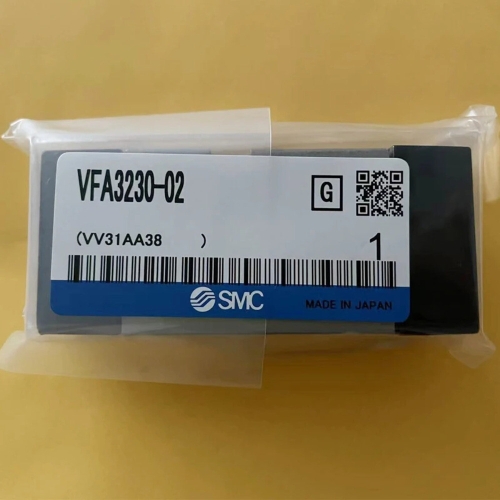 VFA3230-02
G
(VV31AA38 )
1
SMC
MADE IN JAPAN